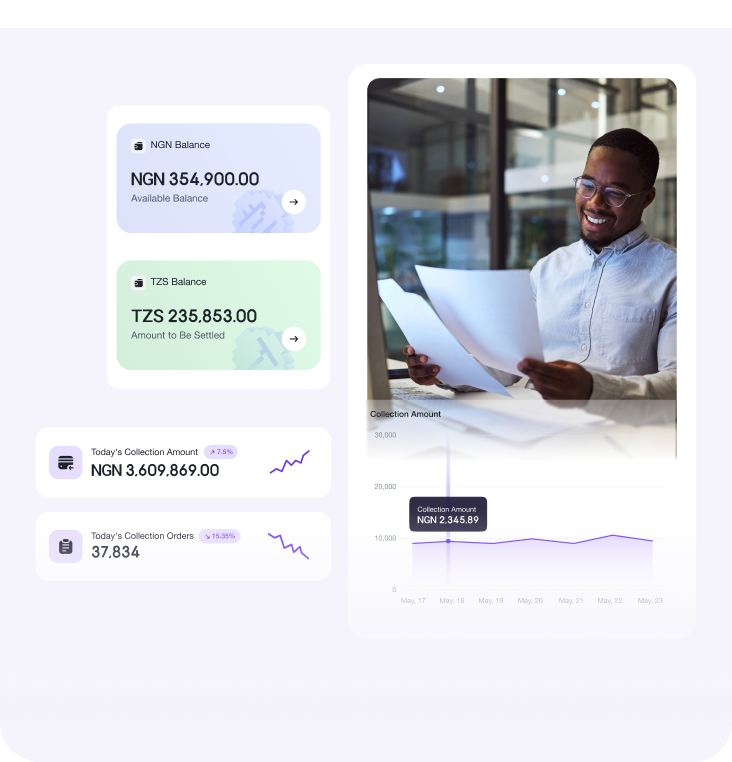 NGN Balance
NGN 354,900.00
Available Balance
TZS Balance
TZS 235,853.00
Amount to Be Settled
Today's Collection Amount
7.5%
NGN 3,609,869.00
Today's Collection Orders
15.35%
37,834
Collection Amount
30,000
20,000
Collection Amount
NGN 2,345.89
10,000
0
May, 17
May, 18
May, 19
May, 20
May, 21
May, 22
May, 23